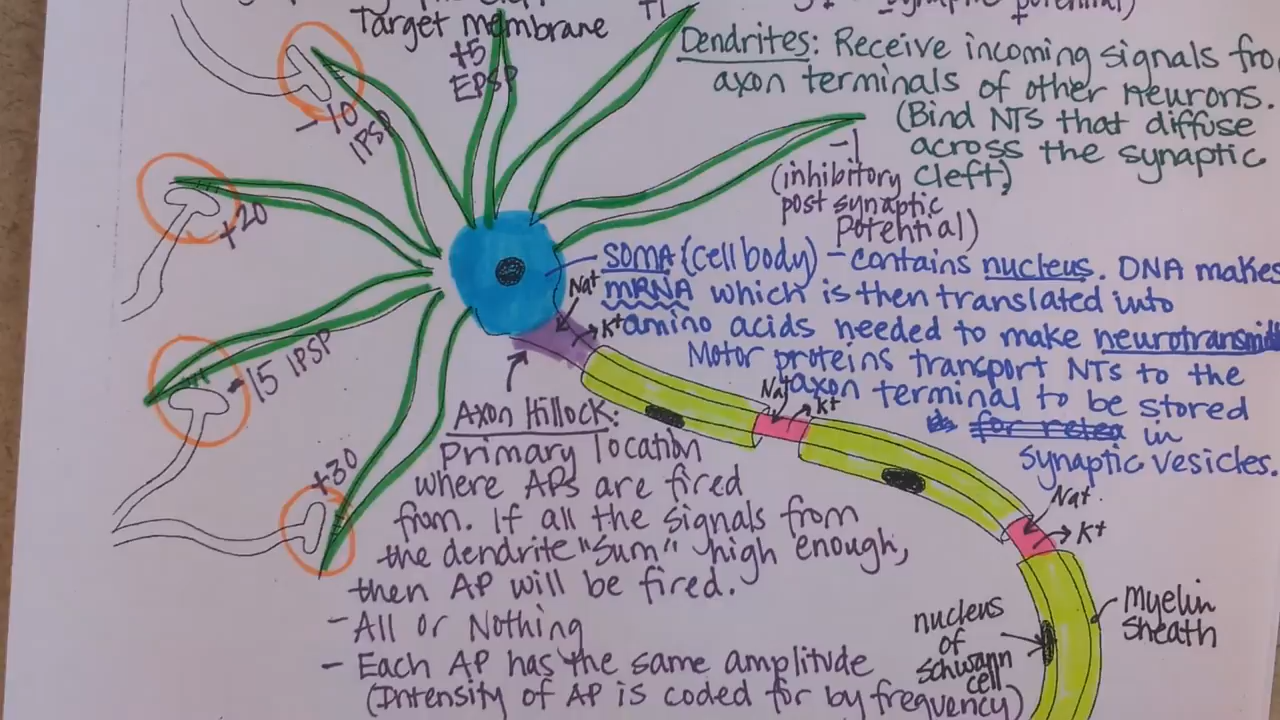 Target membrane
+1
synaptic potential)
Dendrites: Receive incoming signals fro
axon terminals of other neurons.
(Bind NTS that diffuse
across the synaptic
cleft)
+5
EPSP
-10
IPSP
+20
-15 IPSP
+30
-1
(inhibitory
post synaptic
Potential)
SOMA (cell body) - contains nucleus. DNA makes
mRNA which is then translated into
amino acids needed to make neurotransmi
Motor proteins transport NTS to the
axon terminal to be stored
in
synaptic vesicles.
Na+
K+
Na+
K+
Na+
K+
Axon Hillock:
Primary location
where APs are fired
from. If all the signals from
the dendrite "sum" high enough,
then AP will be fired.
- All or Nothing
- Each AP has the same amplitude
(Intensity of AP is coded for by frequency)
nucleus
of
Schwann
cell
Myelin
Sheath